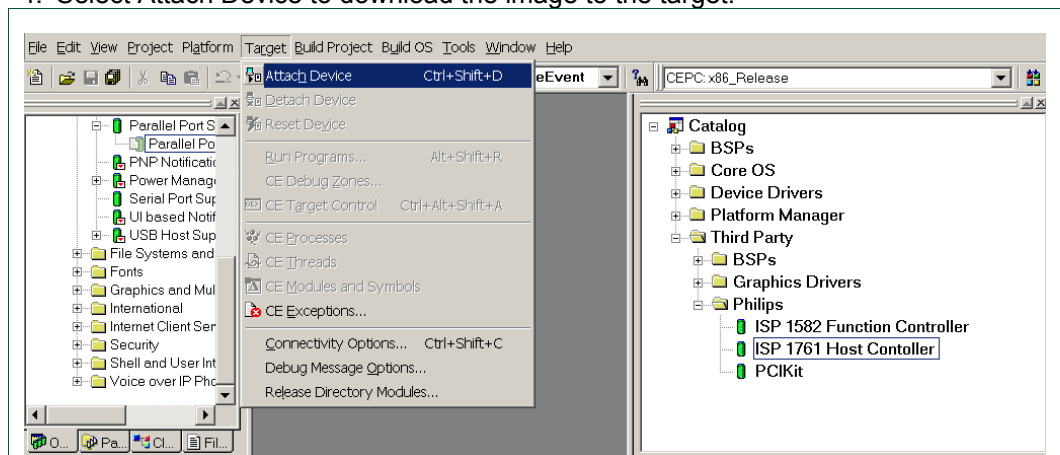 4. Select Attach Device to download the image to the target.
File Edit View Project Platform Target Build Project Build OS Tools Window Help
Attach Device Ctrl+Shift+D
eEvent
CEPC: x86_Release
Detach Device
Reset Device
Run Programs... Alt+Shift+R
CE Debug Zones...
CE Target Control Ctrl+Alt+Shift+A
CE Processes
CE Threads
CE Modules and Symbols
CE Exceptions...
Connectivity Options... Ctrl+Shift+C
Debug Message Options...
Release Directory Modules...
Parallel Port S
Parallel Po
PNP Notificatio
Power Manag
Serial Port Sup
UI based Notif
USB Host Sup
File Systems and
Fonts
Graphics and Mul
International
Internet Client Ser
Security
Shell and User Int
Voice over IP Pho
O... Pa... Cl... Fil...
Catalog
BSPs
Core OS
Device Drivers
Platform Manager
Third Party
BSPs
Graphics Drivers
Philips
ISP 1582 Function Controller
ISP 1761 Host Contoller
PCIKit